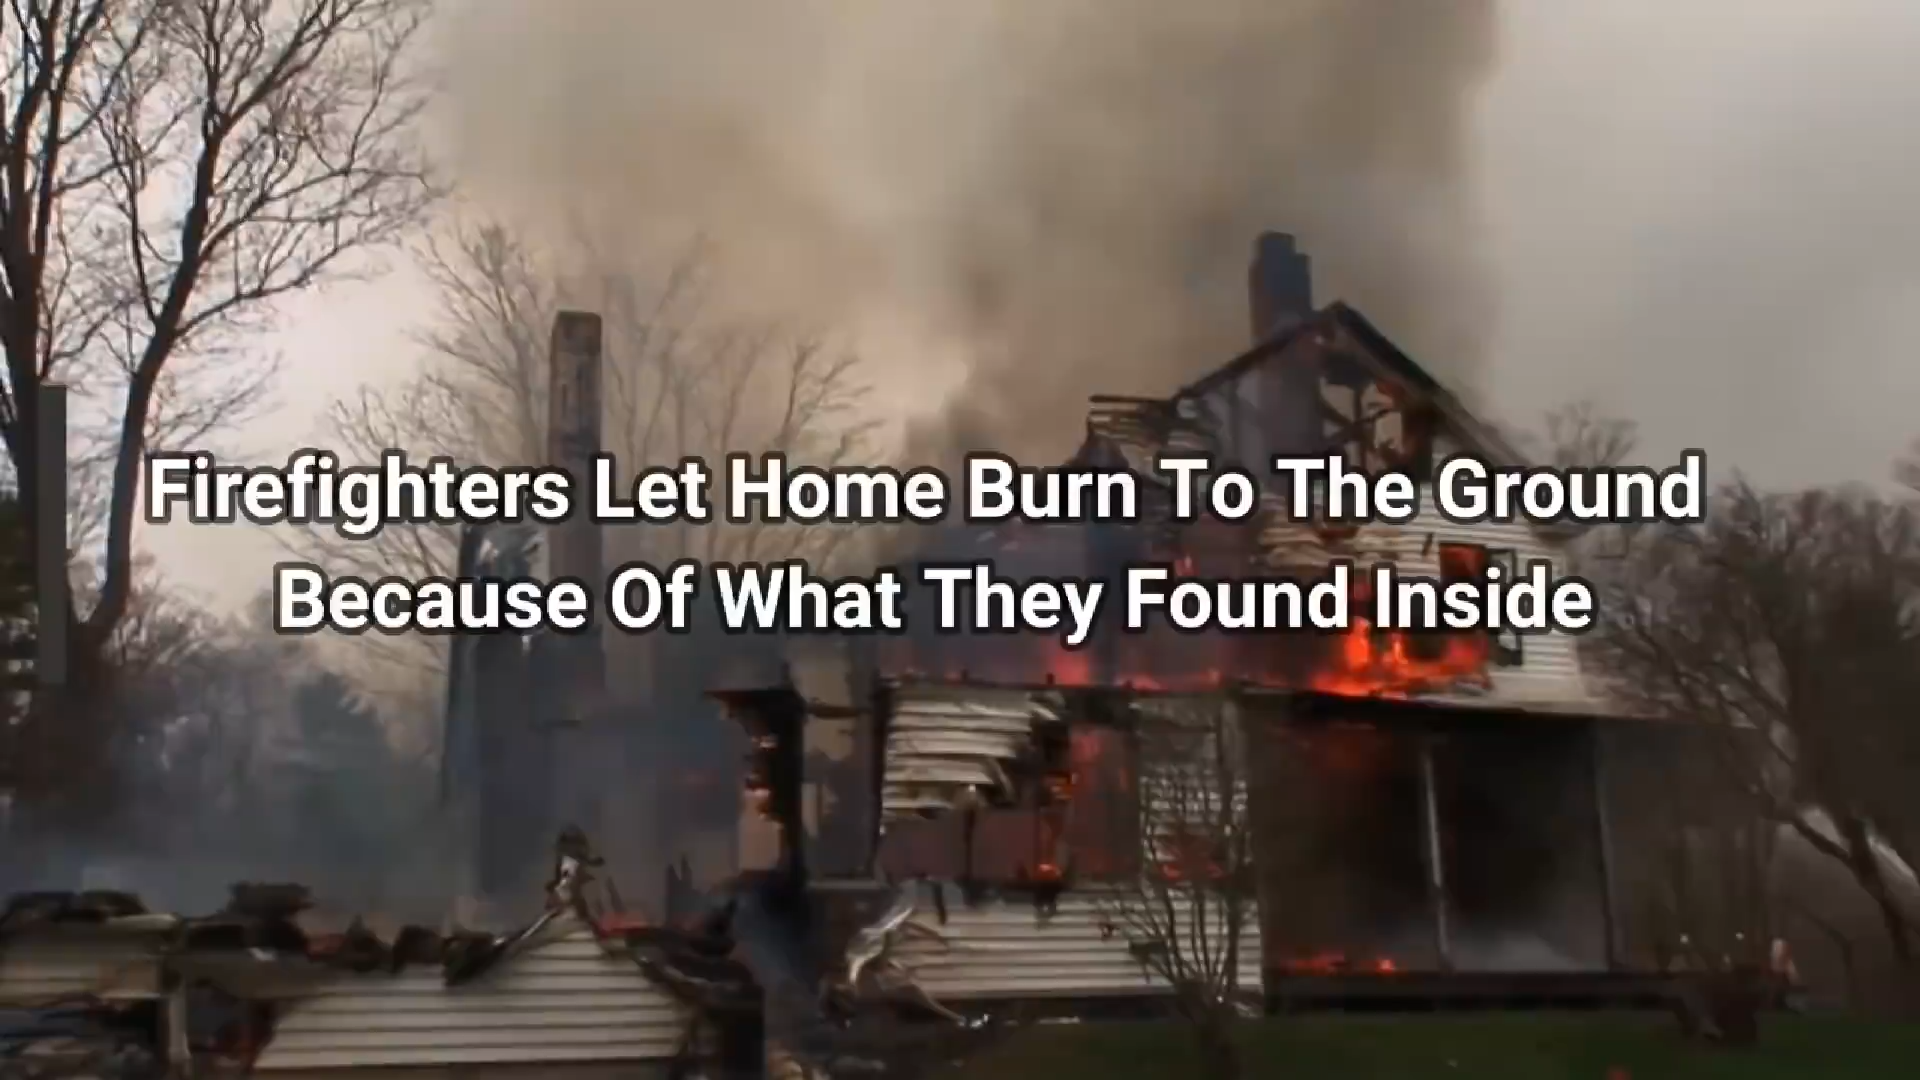 Firefighters Let Home Burn To The Ground
Because Of What They Found Inside